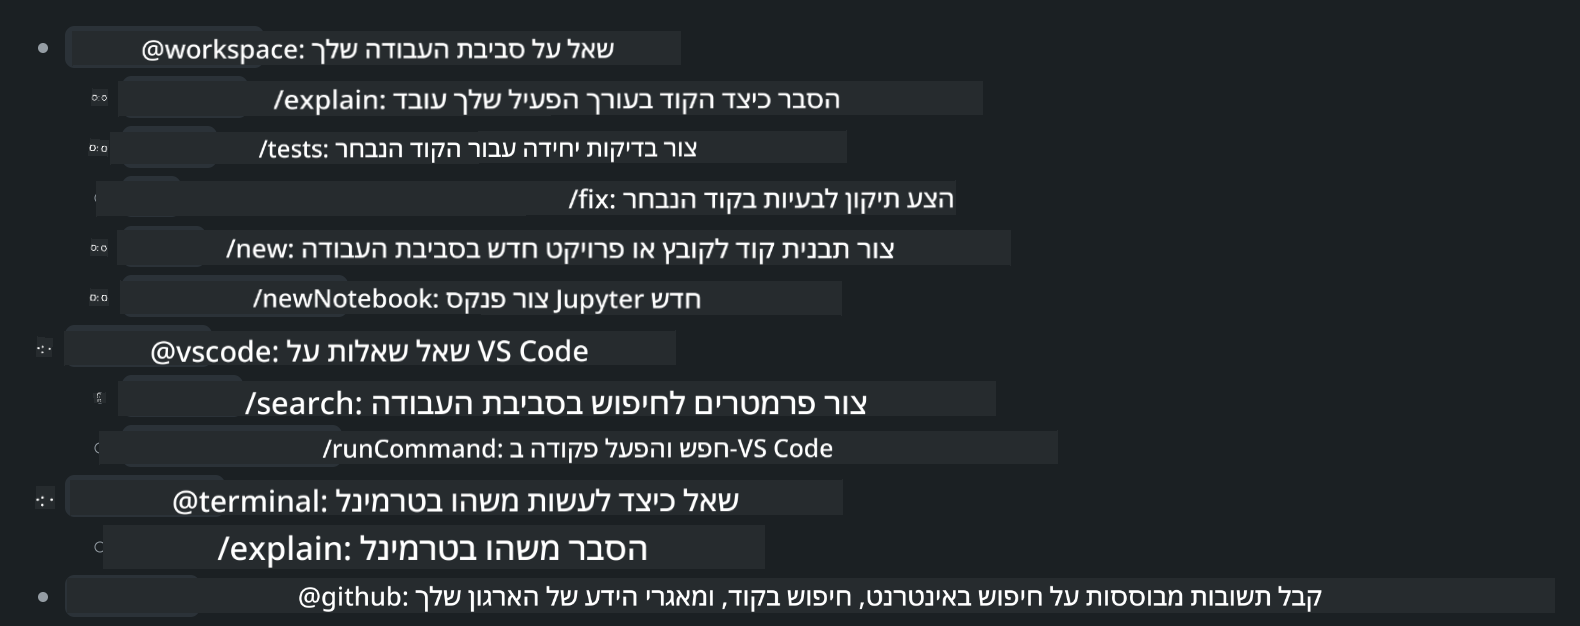 @workspace: שאל על סביבת העבודה שלך
/explain: הסבר כיצד הקוד בעורך הפעיל שלך עובד
/tests: צור בדיקות יחידה עבור הקוד הנבחר
/fix: הצע תיקון לבעיות בקוד הנבחר
/new: צור תבנית קוד לקובץ או פרויקט חדש בסביבת העבודה
/newNotebook: צור פנקס Jupyter חדש
@vscode: שאל שאלות על VS Code
/search: צור פרמטרים לחיפוש בסביבת העבודה
/runCommand: חפש והפעל פקודה ב-VS Code
@terminal: שאל כיצד לעשות משהו בטרמינל
/explain: הסבר משהו בטרמינל
@github: קבל תשובות מבוססות על חיפוש באינטרנט, חיפוש בקוד, ומאגרי הידע של הארגון שלך